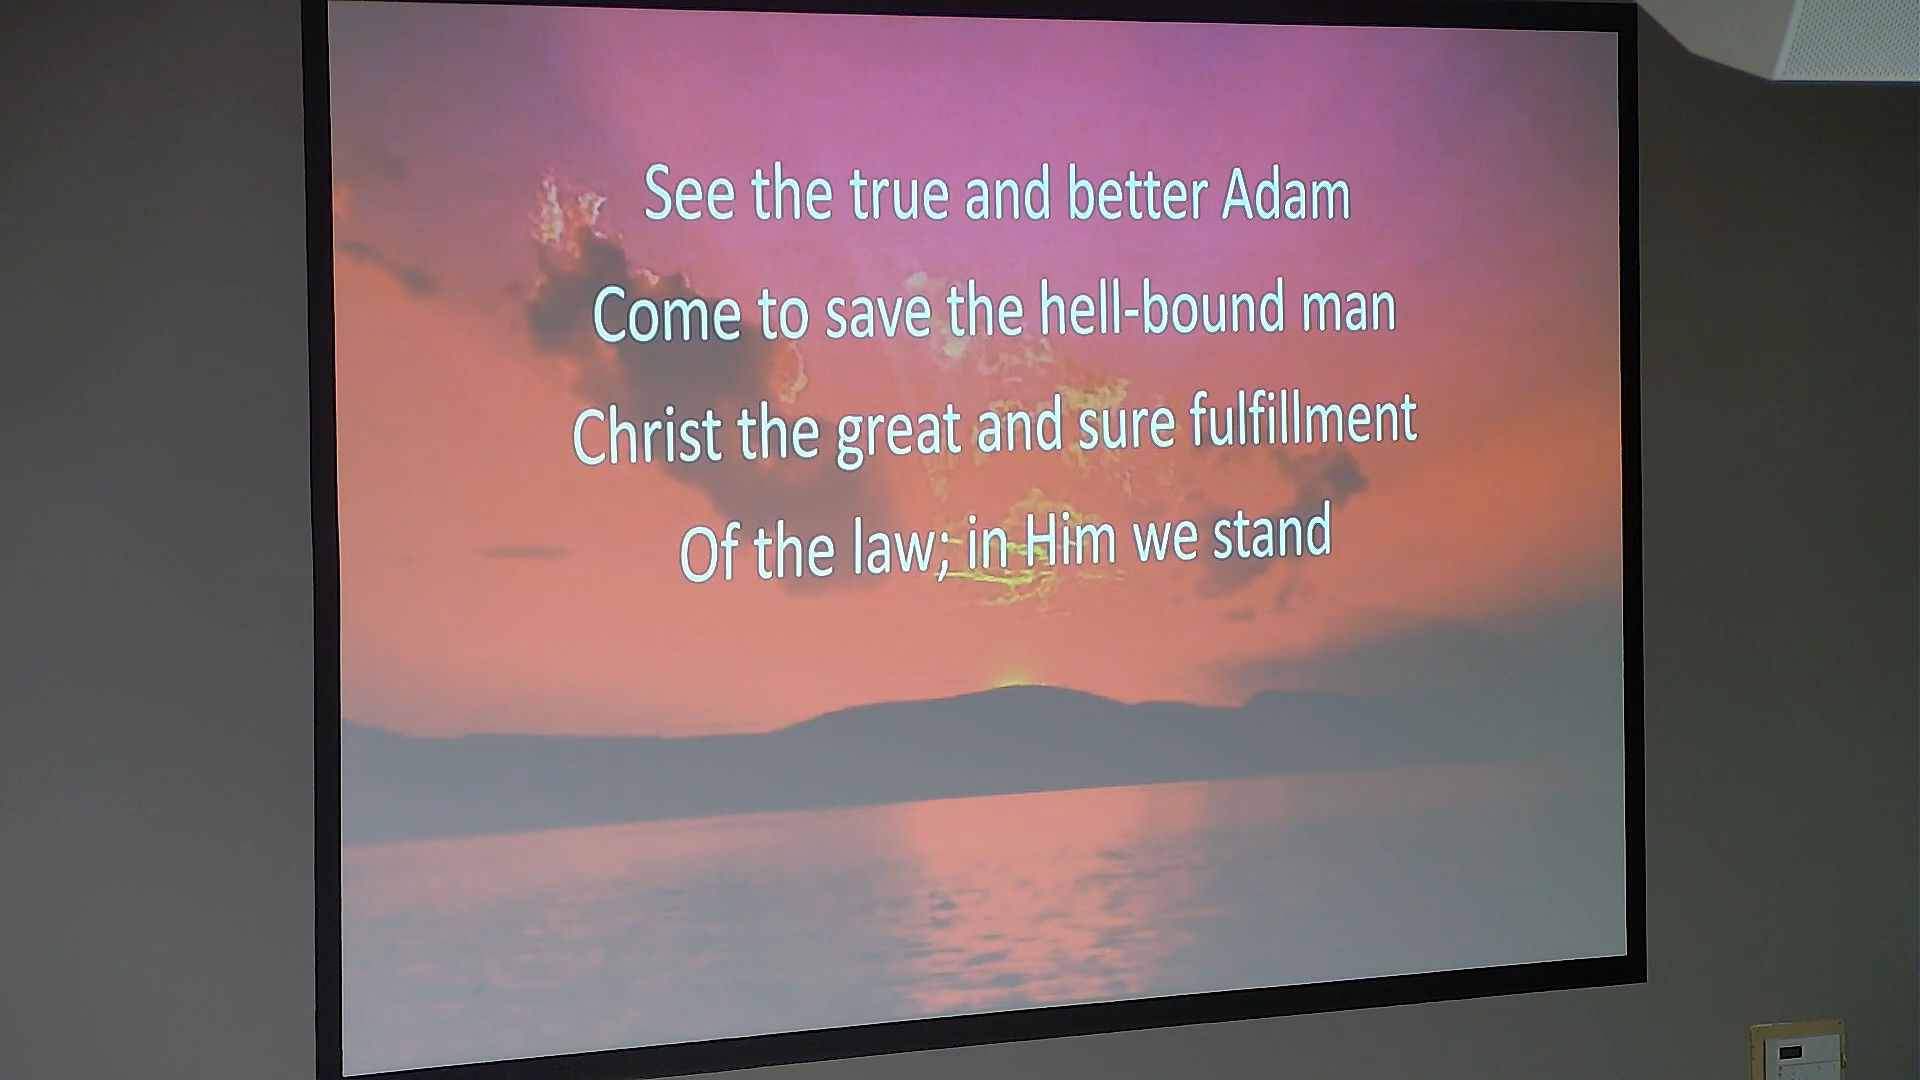 See the true and better Adam
Come to save the hell-bound man
Christ the great and sure fulfillment
Of the law; in Him we stand